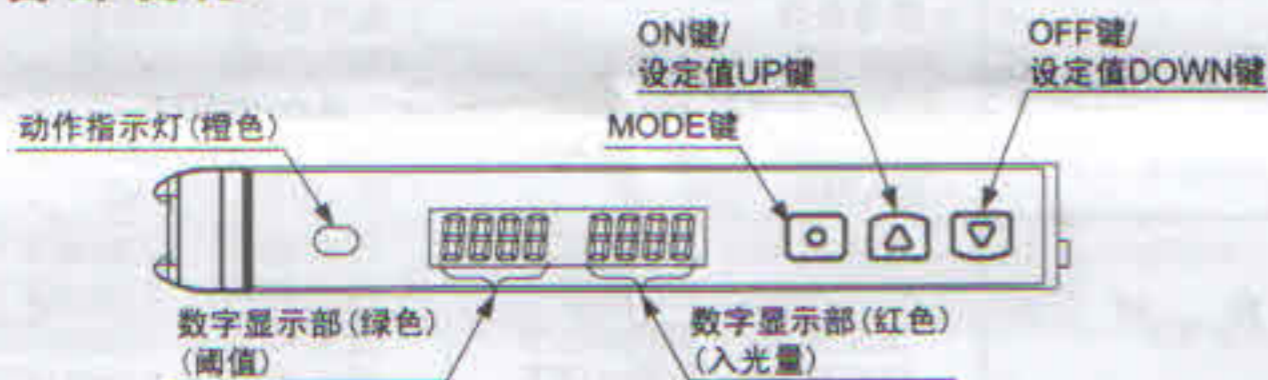 ON键/
设定值UP键
OFF键/
设定值DOWN键
动作指示灯(橙色)
MODE键
8888 8888
数字显示部(绿色)
(阈值)
数字显示部(红色)
(入光量)